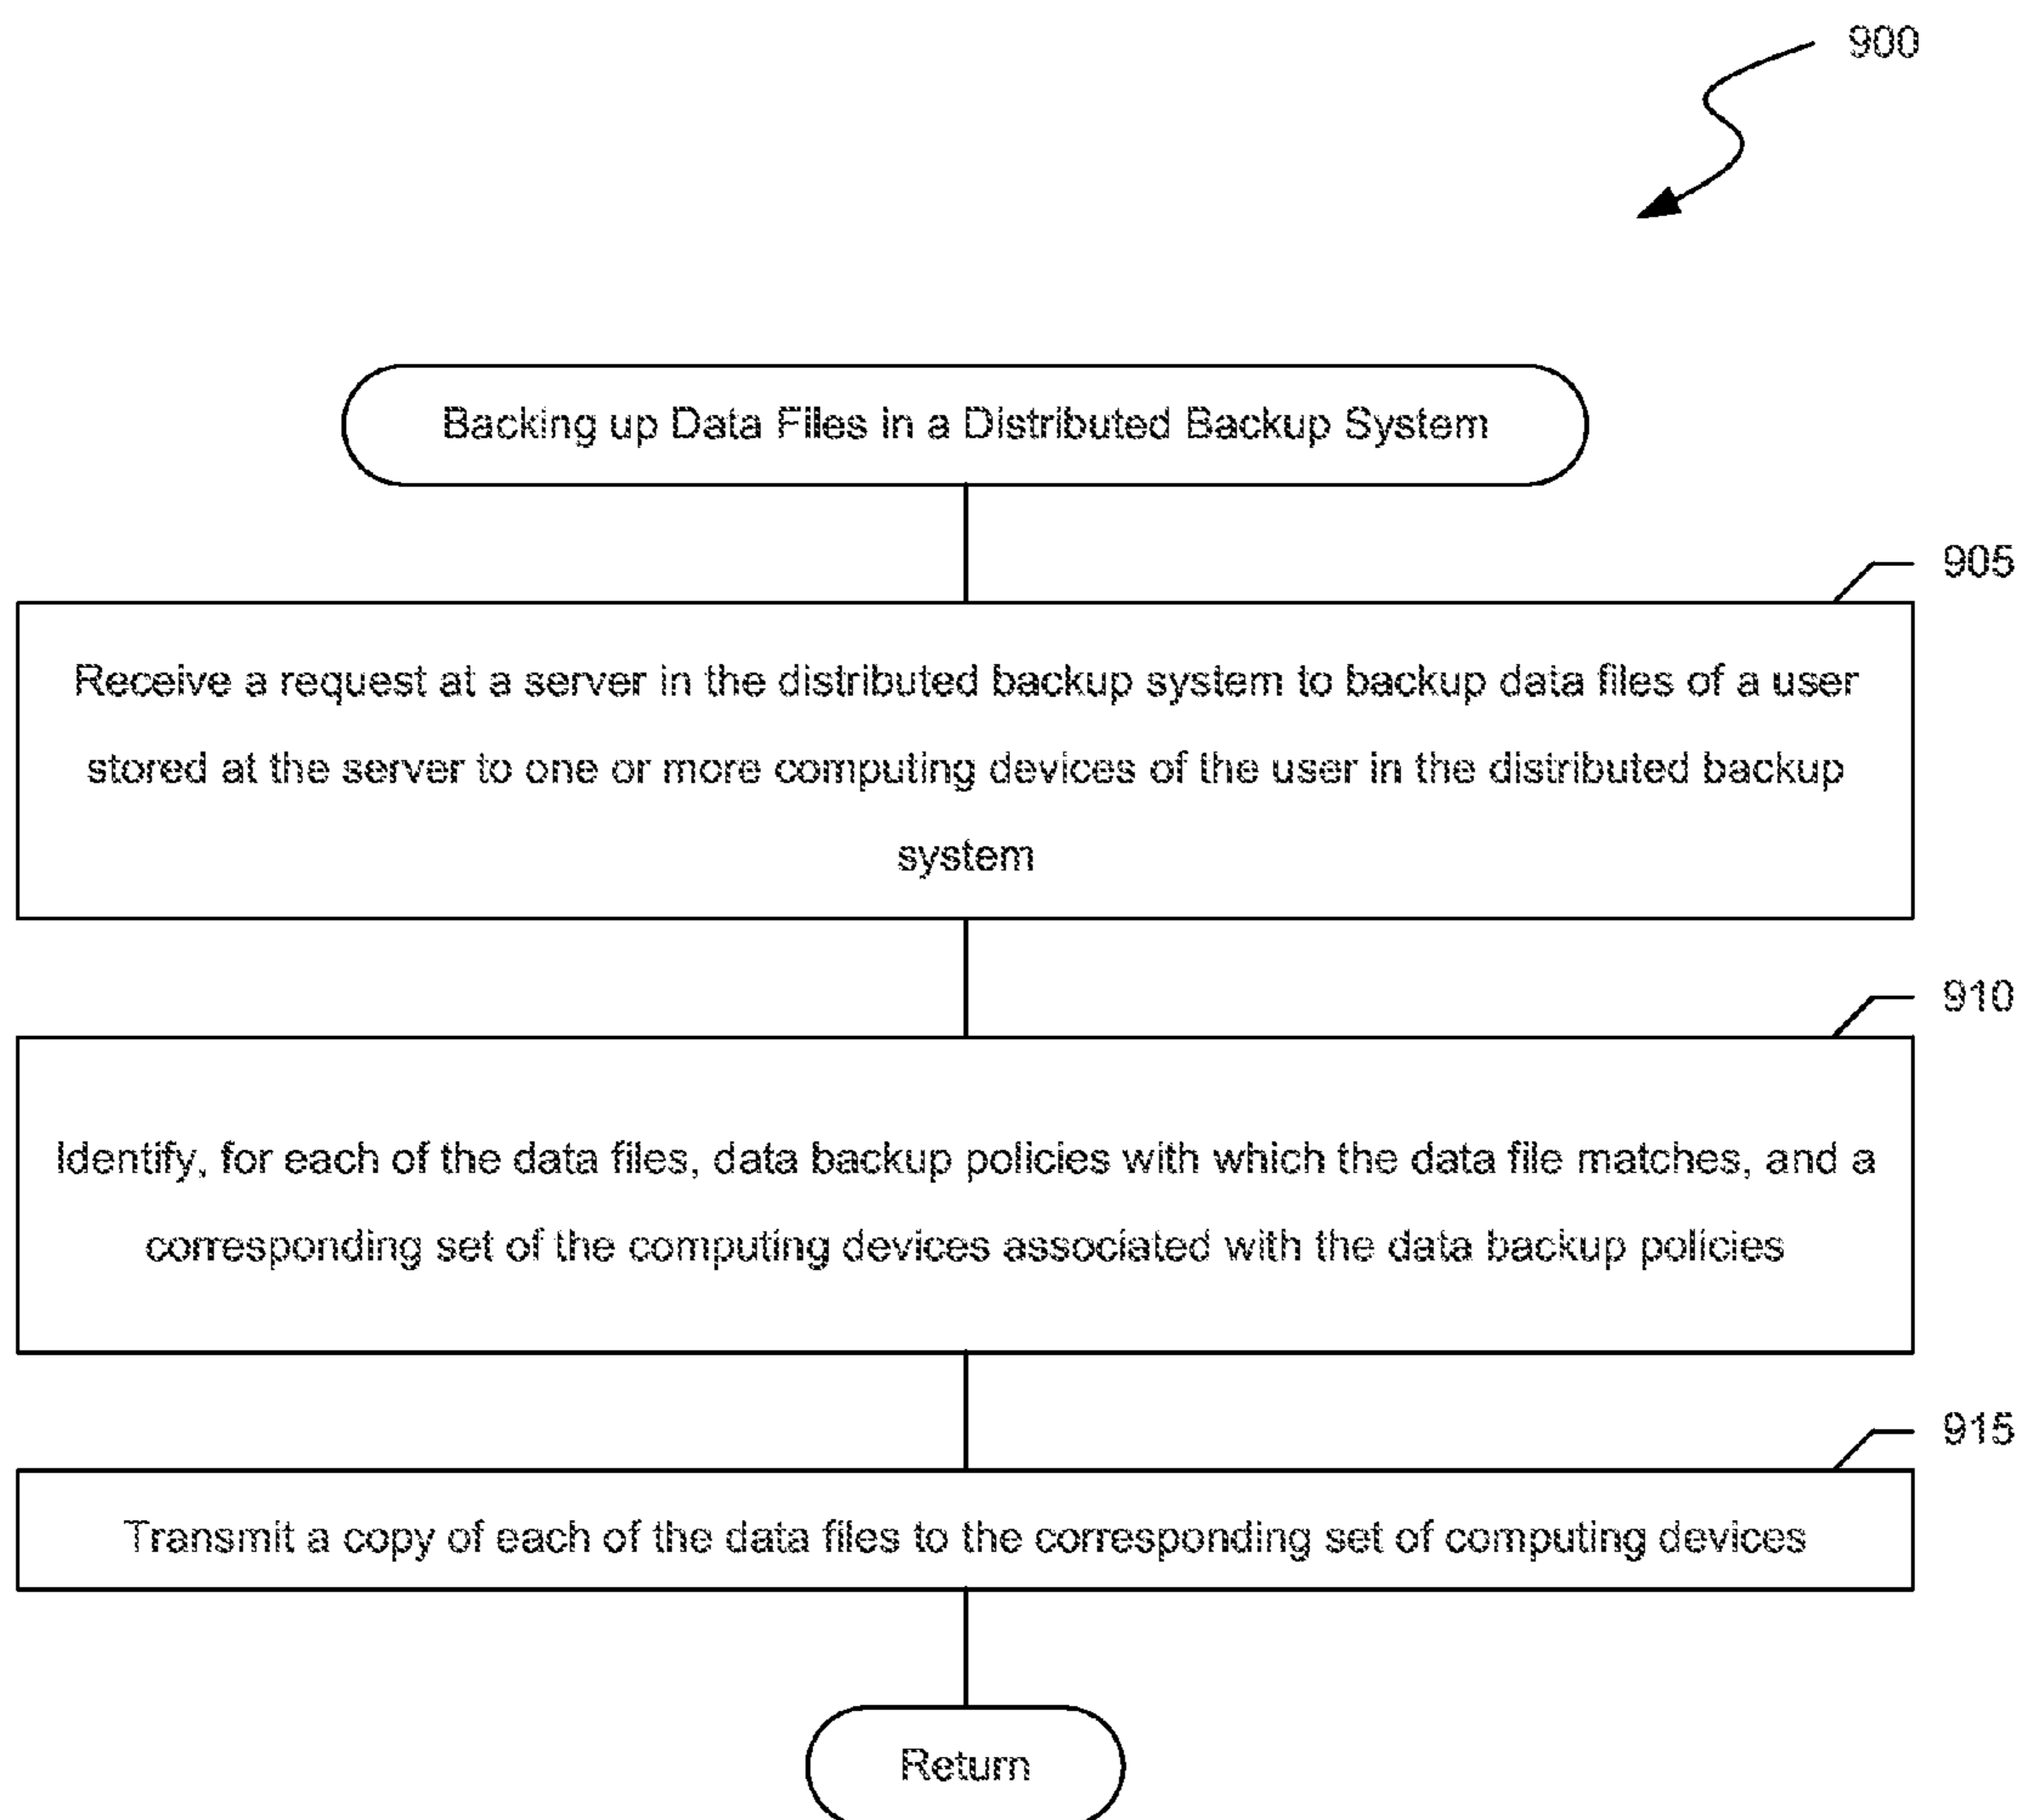 900
Backing up Data Files in a Distributed Backup System
905
Receive a request at a server in the distributed backup system to backup data files of a user
stored at the server to one or more computing devices of the user in the distributed backup
system
910
Identify, for each of the data files, data backup policies with which the data file matches, and a
corresponding set of the computing devices associated with the data backup policies
915
Transmit a copy of each of the data files to the corresponding set of computing devices
Return